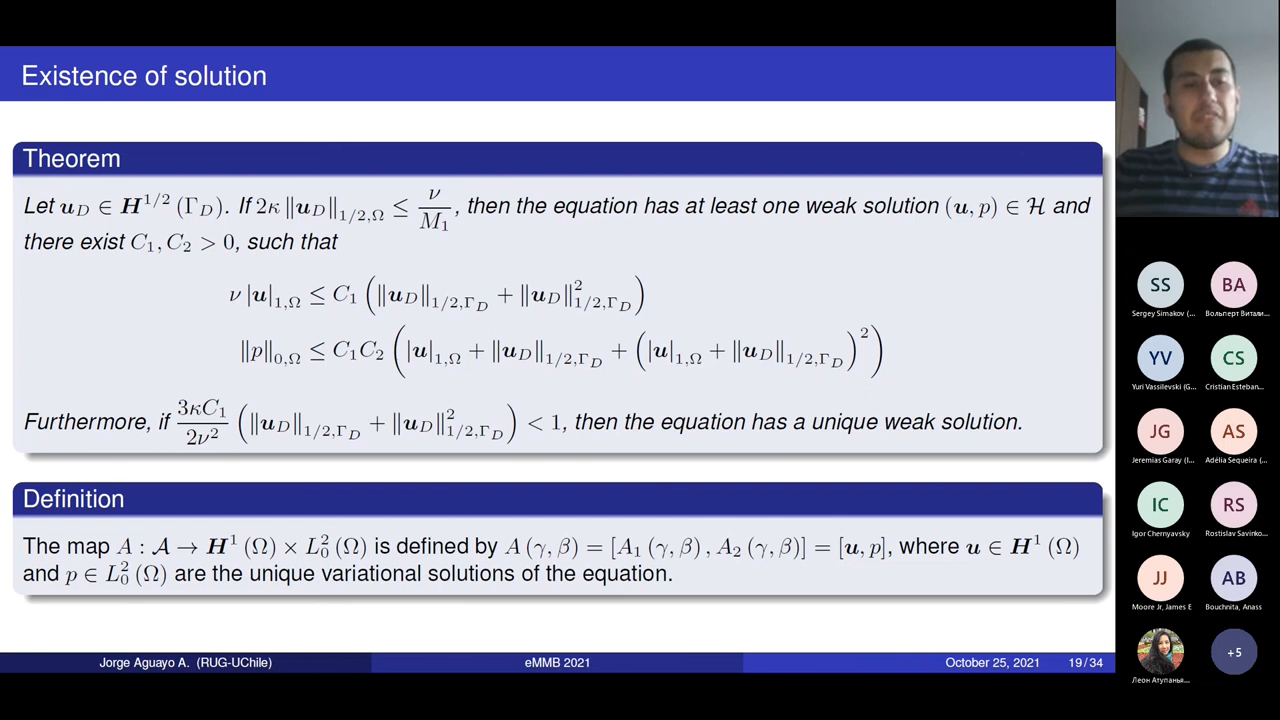 Existence of solution
Theorem
Let u_D ∈ H^{1/2} (Γ_D). If 2κ ‖u_D‖_{1/2,Ω} ≤ ν/M_1, then the equation has at least one weak solution (u, p) ∈ ℋ and
there exist C_1, C_2 > 0, such that
ν |u|_{1,Ω} ≤ C_1 (‖u_D‖_{1/2,Γ_D} + ‖u_D‖²_{1/2,Γ_D})
‖p‖_{0,Ω} ≤ C_1C_2 (|u|_{1,Ω} + ‖u_D‖_{1/2,Γ_D} + (|u|_{1,Ω} + ‖u_D‖_{1/2,Γ_D})²)
Furthermore, if 3κC_1/2ν² (‖u_D‖_{1/2,Γ_D} + ‖u_D‖²_{1/2,Γ_D}) < 1, then the equation has a unique weak solution.
Definition
The map A : 𝒜 → H¹ (Ω) × L²_0 (Ω) is defined by A (γ, β) = [A_1 (γ, β) , A_2 (γ, β)] = [u, p], where u ∈ H¹ (Ω)
and p ∈ L²_0 (Ω) are the unique variational solutions of the equation.
Jorge Aguayo A. (RUG-UChile) eMMB 2021 October 25, 2021 19/34
SS BA
Sergey Simakov (... Вольперт Витали...
YV CS
Yuri Vassilevski (G... Cristian Esteban...
JG AS
Jeremias Garay (I... Adélia Sequeira (...
IC RS
Igor Chernyavsky Rostislav Savinko...
JJ AB
Moore Jr, James E Bouchnita, Anass
+5
Леон Атупанья...